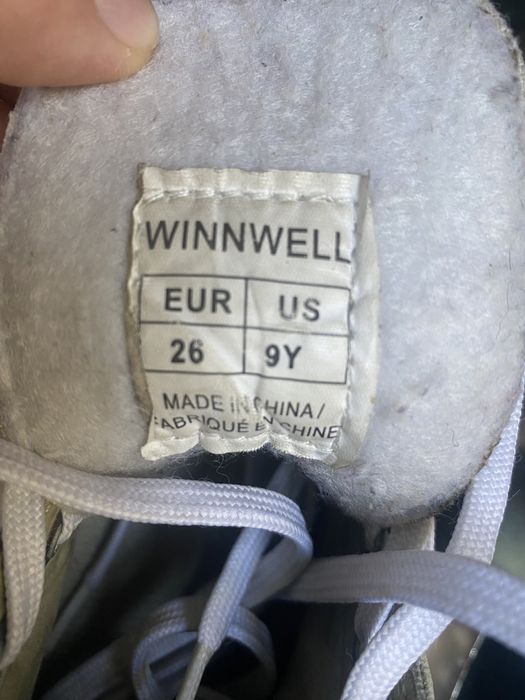 WINNWELL
EUR US
26 9Y
MADE IN CHINA/
FABRIQUÉ EN CHINE